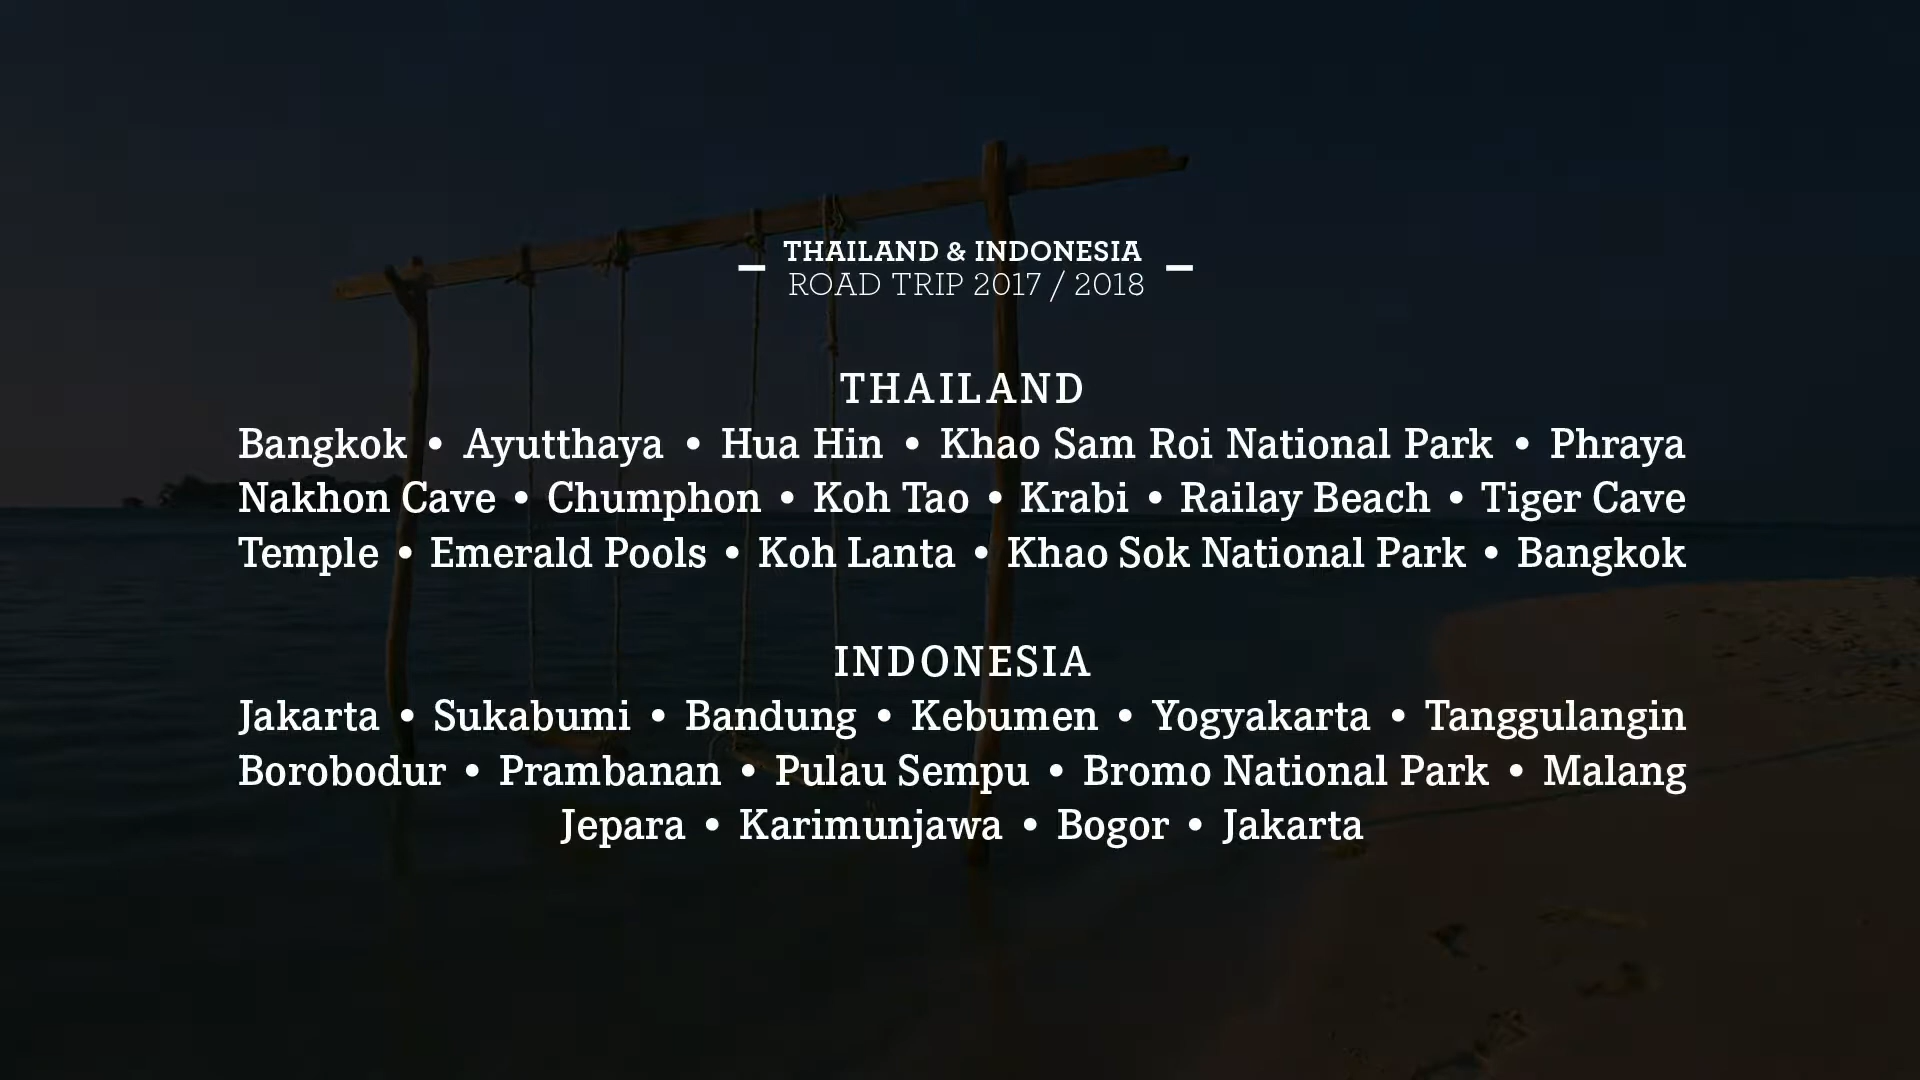 THAILAND & INDONESIA
ROAD TRIP 2017 / 2018
THAILAND
Bangkok • Ayutthaya • Hua Hin • Khao Sam Roi National Park • Phraya
Nakhon Cave • Chumphon • Koh Tao • Krabi • Railay Beach • Tiger Cave
Temple • Emerald Pools • Koh Lanta • Khao Sok National Park • Bangkok
INDONESIA
Jakarta • Sukabumi • Bandung • Kebumen • Yogyakarta • Tanggulangin
Borobodur • Prambanan • Pulau Sempu • Bromo National Park • Malang
Jepara • Karimunjawa • Bogor • Jakarta